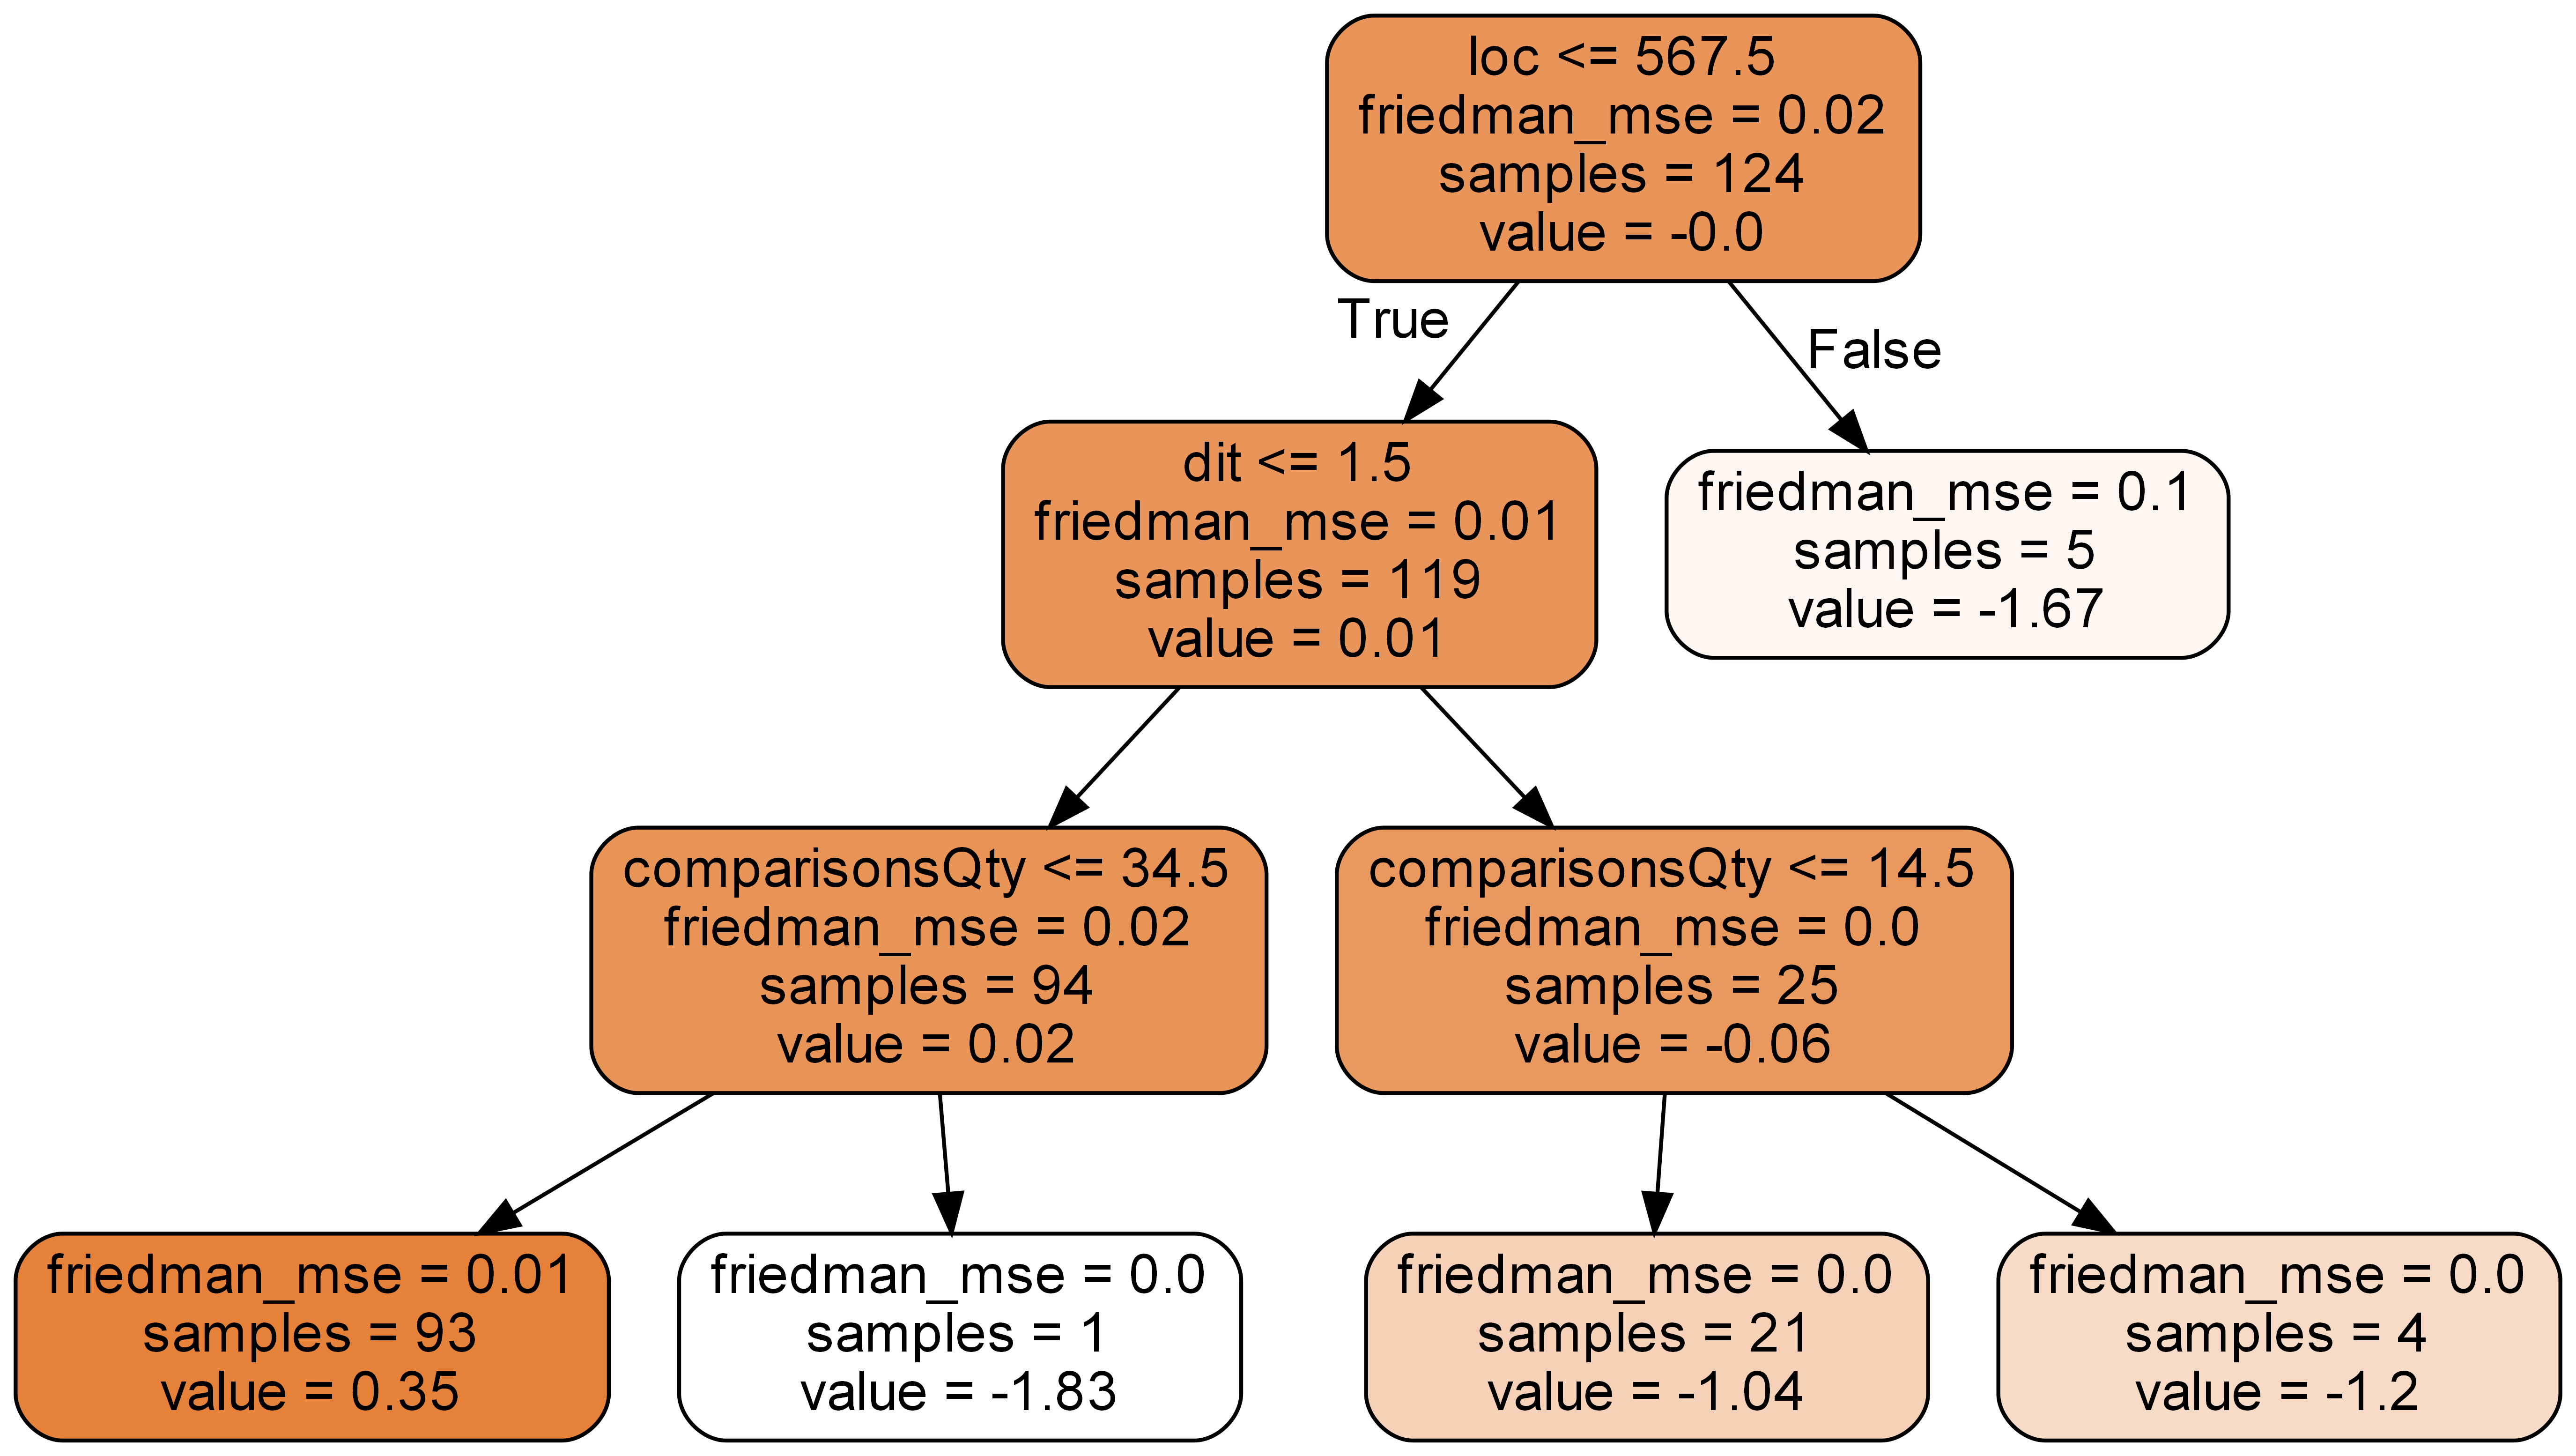 loc <= 567.5
friedman_mse = 0.02
samples = 124
value = -0.0
True
False
dit <= 1.5
friedman_mse = 0.01
samples = 119
value = 0.01
friedman_mse = 0.1
samples = 5
value = -1.67
comparisonsQty <= 34.5
friedman_mse = 0.02
samples = 94
value = 0.02
comparisonsQty <= 14.5
friedman_mse = 0.0
samples = 25
value = -0.06
friedman_mse = 0.01
samples = 93
value = 0.35
friedman_mse = 0.0
samples = 1
value = -1.83
friedman_mse = 0.0
samples = 21
value = -1.04
friedman_mse = 0.0
samples = 4
value = -1.2